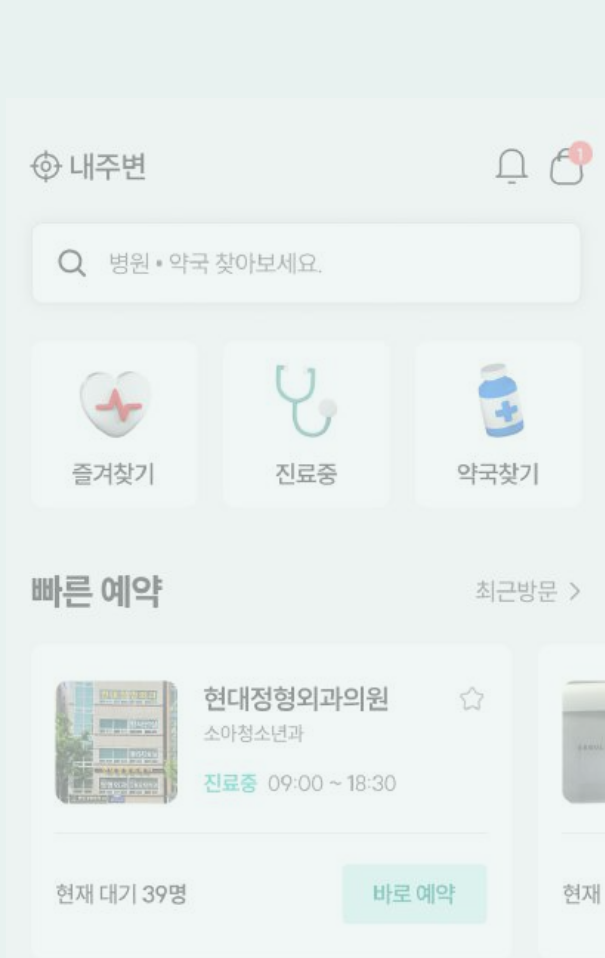 내주변
1
병원 • 약국 찾아보세요.
즐겨찾기
진료중
약국찾기
빠른 예약
최근방문
현대정형외과의원
소아청소년과
진료중 09:00 ~ 18:30
현재 대기 39명
바로 예약
현재